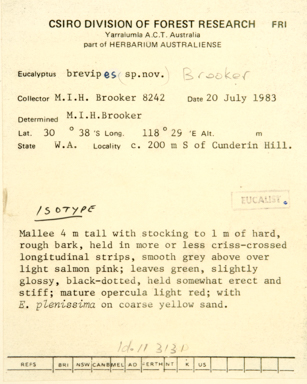 CSIRO DIVISION OF FOREST RESEARCH FRI
Yarralumla A.C.T. Australia
part of HERBARIUM AUSTRALIENSE
Eucalyptus brevipes (sp.nov.) Brooker
Collector M.I.H. Brooker 8242 Date 20 July 1983
Determined M.I.H.Brooker
Lat. 30 ° 38 'S Long. 118 ° 29 'E Alt. m
State W.A. Locality c. 200 m S of Cunderin Hill.
EUCALYPT
ISOTYPE
Mallee 4 m tall with stocking to 1 m of hard,
rough bark, held in more or less criss-crossed
longitudinal strips, smooth grey above over
light salmon pink; leaves green, slightly
glossy, black-dotted, held somewhat erect and
stiff; mature opercula light red; with
E. plenissima on coarse yellow sand.
REPS BRI NSW CANB MEL AD PERTH NT K US